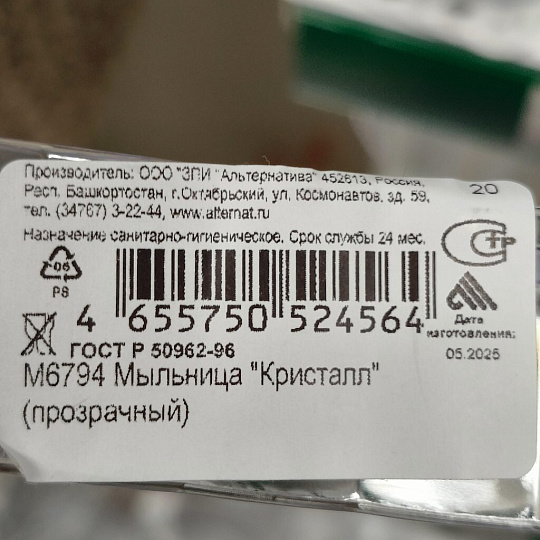 Производитель: ООО "ЗПИ "Альтернатива" 452613, Россия,
Респ. Башкортостан, г.Октябрьский, ул. Космонавтов, зд. 59,
тел. (34767) 3-22-44, www.alternat.ru
20
Назначение санитарно-гигиеническое. Срок службы 24 мес.
СТР
06
PS
4 655750 524564
Дата
изготовления:
05.2025
ГОСТ Р 50962-96
М6794 Мыльница "Кристалл"
(прозрачный)